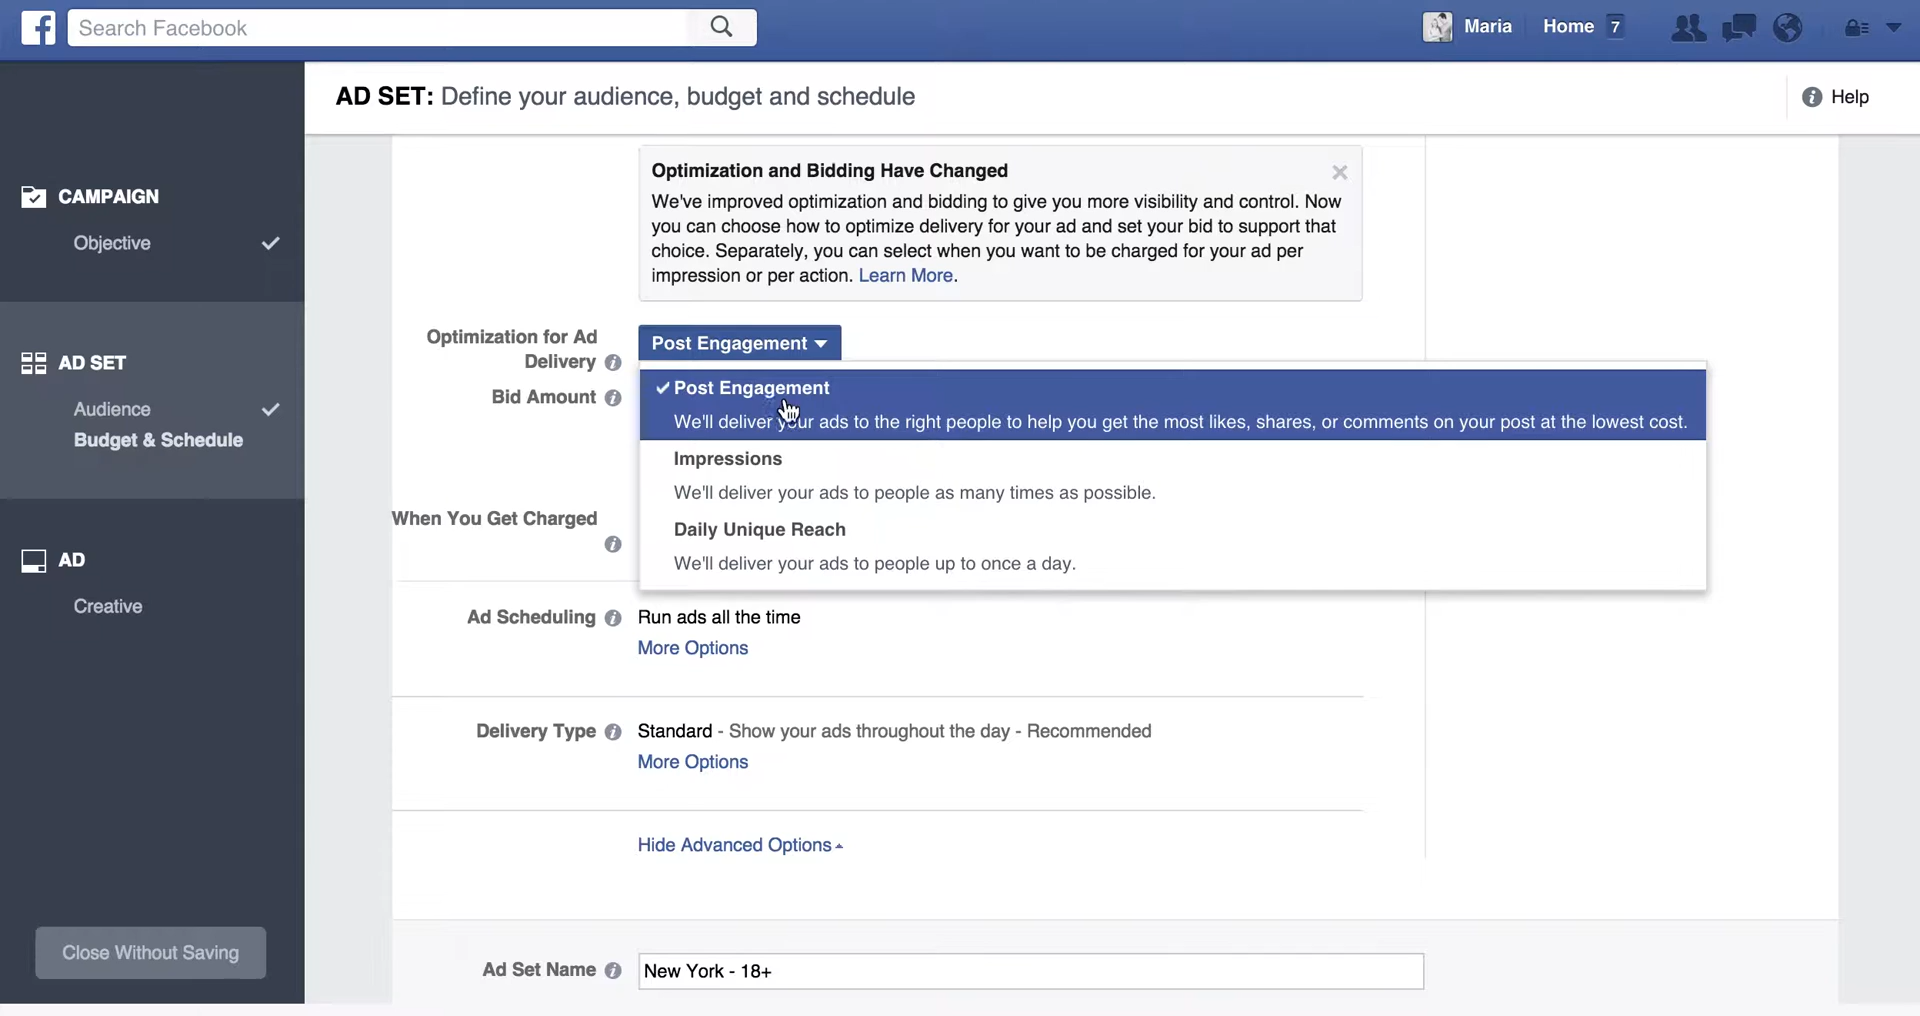 f
Search Facebook
Maria
Home 7
AD SET: Define your audience, budget and schedule
Help
CAMPAIGN
Objective
AD SET
Audience
Budget & Schedule
AD
Creative
Close Without Saving
Optimization and Bidding Have Changed
We've improved optimization and bidding to give you more visibility and control. Now
you can choose how to optimize delivery for your ad and set your bid to support that
choice. Separately, you can select when you want to be charged for your ad per
impression or per action. Learn More.
Optimization for Ad
Delivery
Post Engagement
Bid Amount
Post Engagement
We'll deliver your ads to the right people to help you get the most likes, shares, or comments on your post at the lowest cost.
Impressions
We'll deliver your ads to people as many times as possible.
Daily Unique Reach
We'll deliver your ads to people up to once a day.
When You Get Charged
Ad Scheduling
Run ads all the time
More Options
Delivery Type
Standard - Show your ads throughout the day - Recommended
More Options
Hide Advanced Options
Ad Set Name
New York - 18+